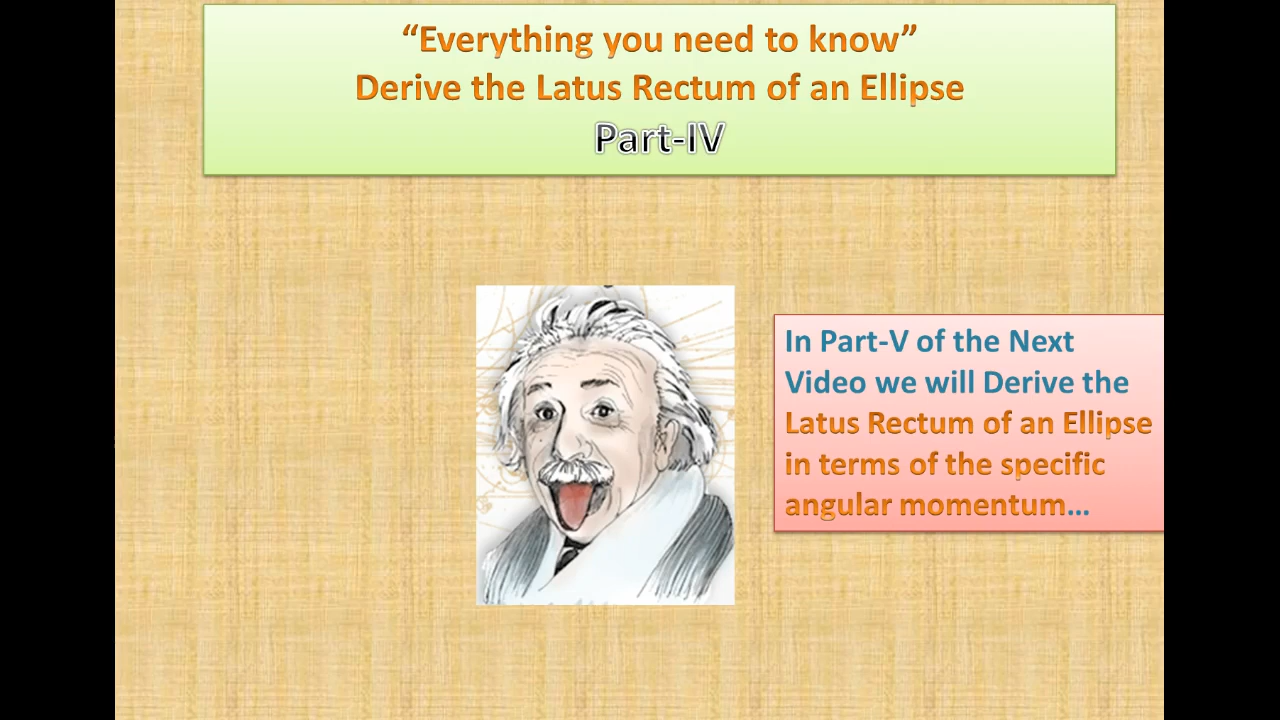 “Everything you need to know”
Derive the Latus Rectum of an Ellipse
Part-IV
In Part-V of the Next
Video we will Derive the
Latus Rectum of an Ellipse
in terms of the specific
angular momentum…